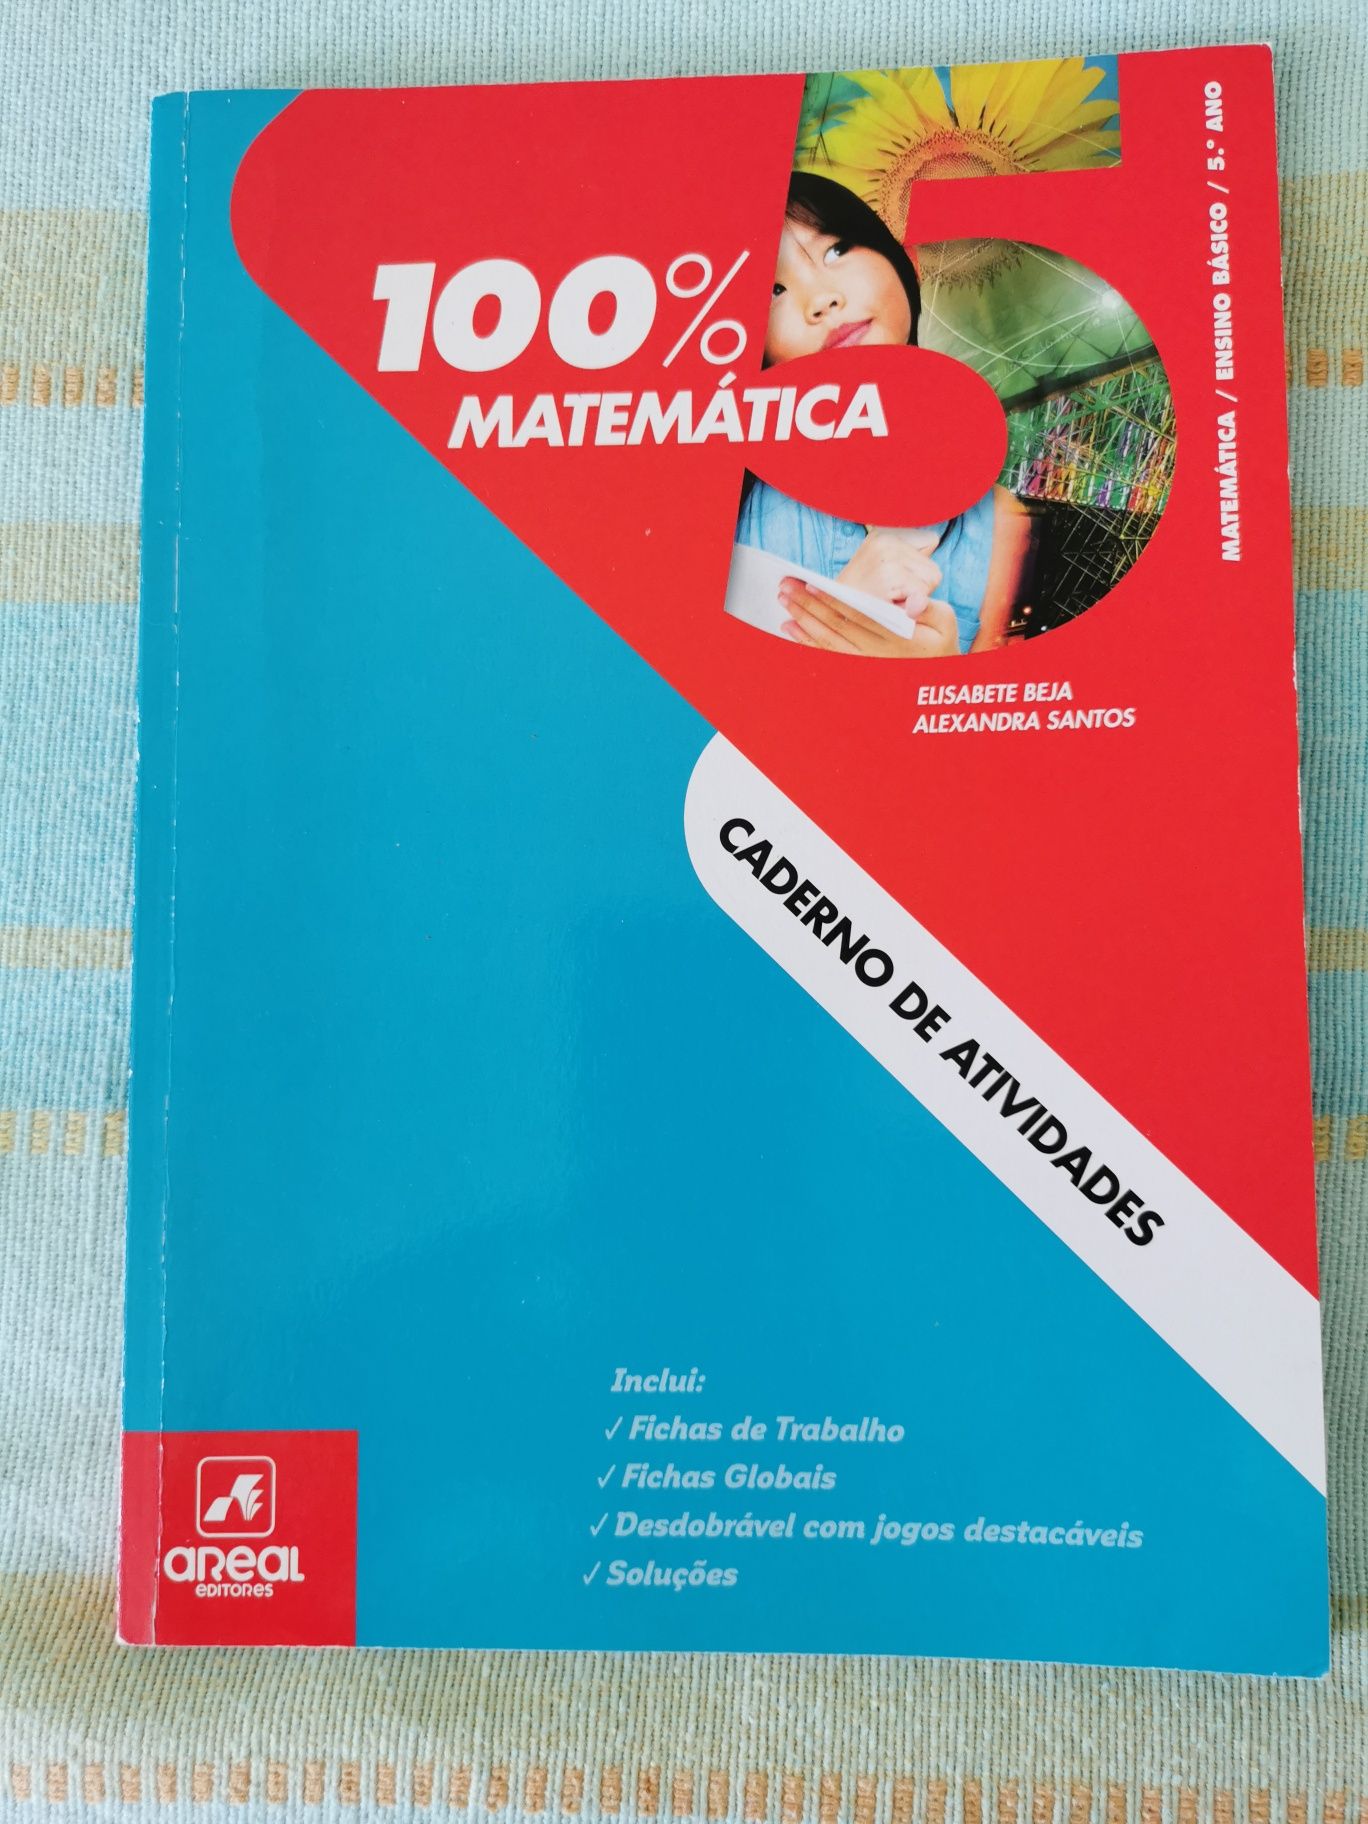 100%
MATEMÁTICA
5
MATEMÁTICA / ENSINO BÁSICO / 5.º ANO
ELISABETE BEJA
ALEXANDRA SANTOS
CADERNO DE ATIVIDADES
Inclui:
✓ Fichas de Trabalho
✓ Fichas Globais
✓ Desdobrável com jogos destacáveis
✓ Soluções
AREAL
EDITORES